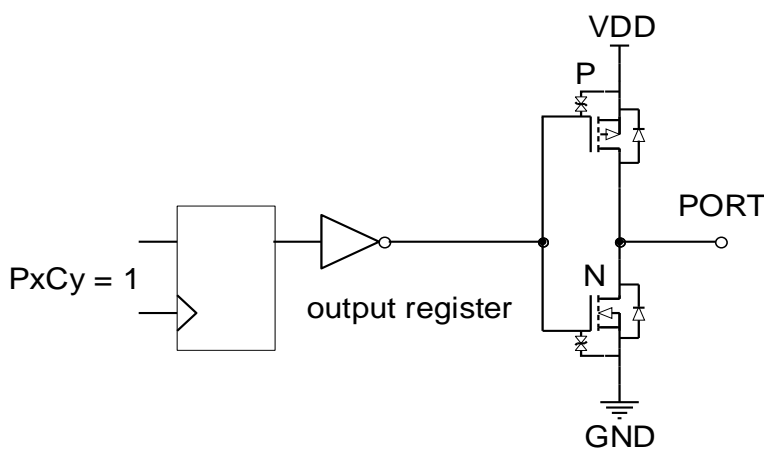 VDD
P
PORT
PxCy = 1
N
output register
GND